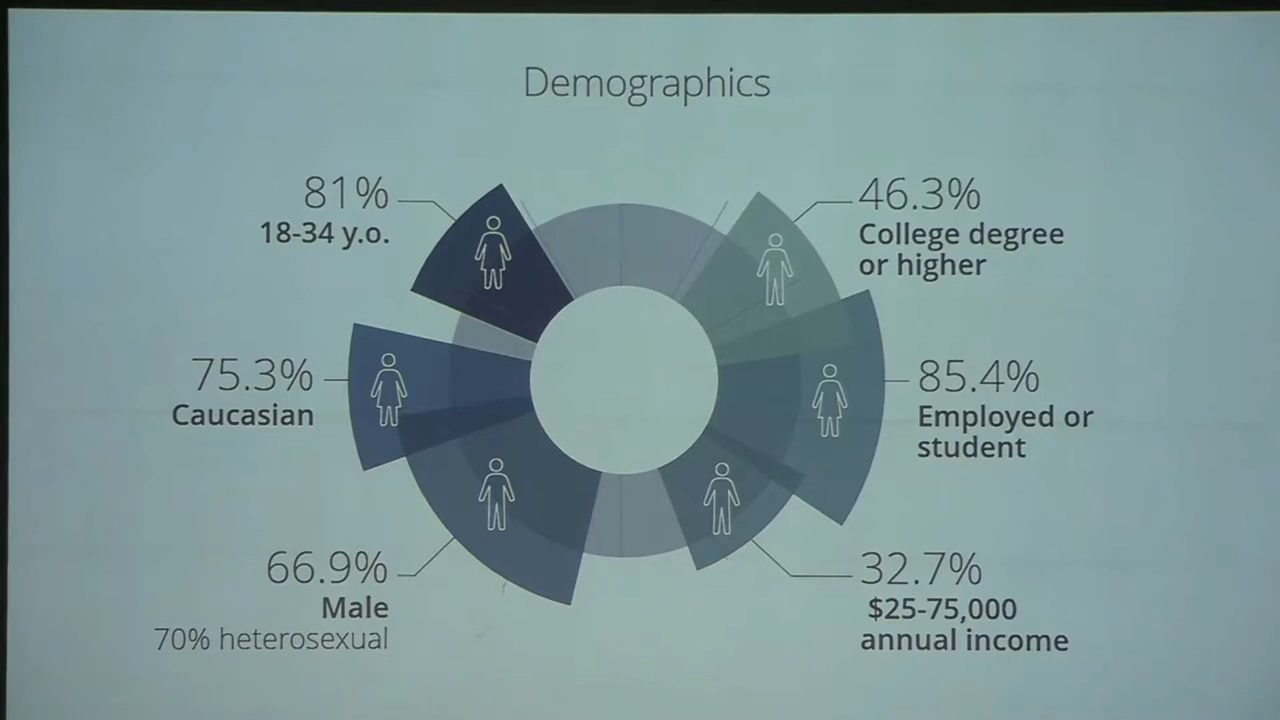 Demographics
81%
18-34 y.o.
46.3%
College degree
or higher
75.3%
Caucasian
85.4%
Employed or
student
66.9%
Male
70% heterosexual
32.7%
$25-75,000
annual income